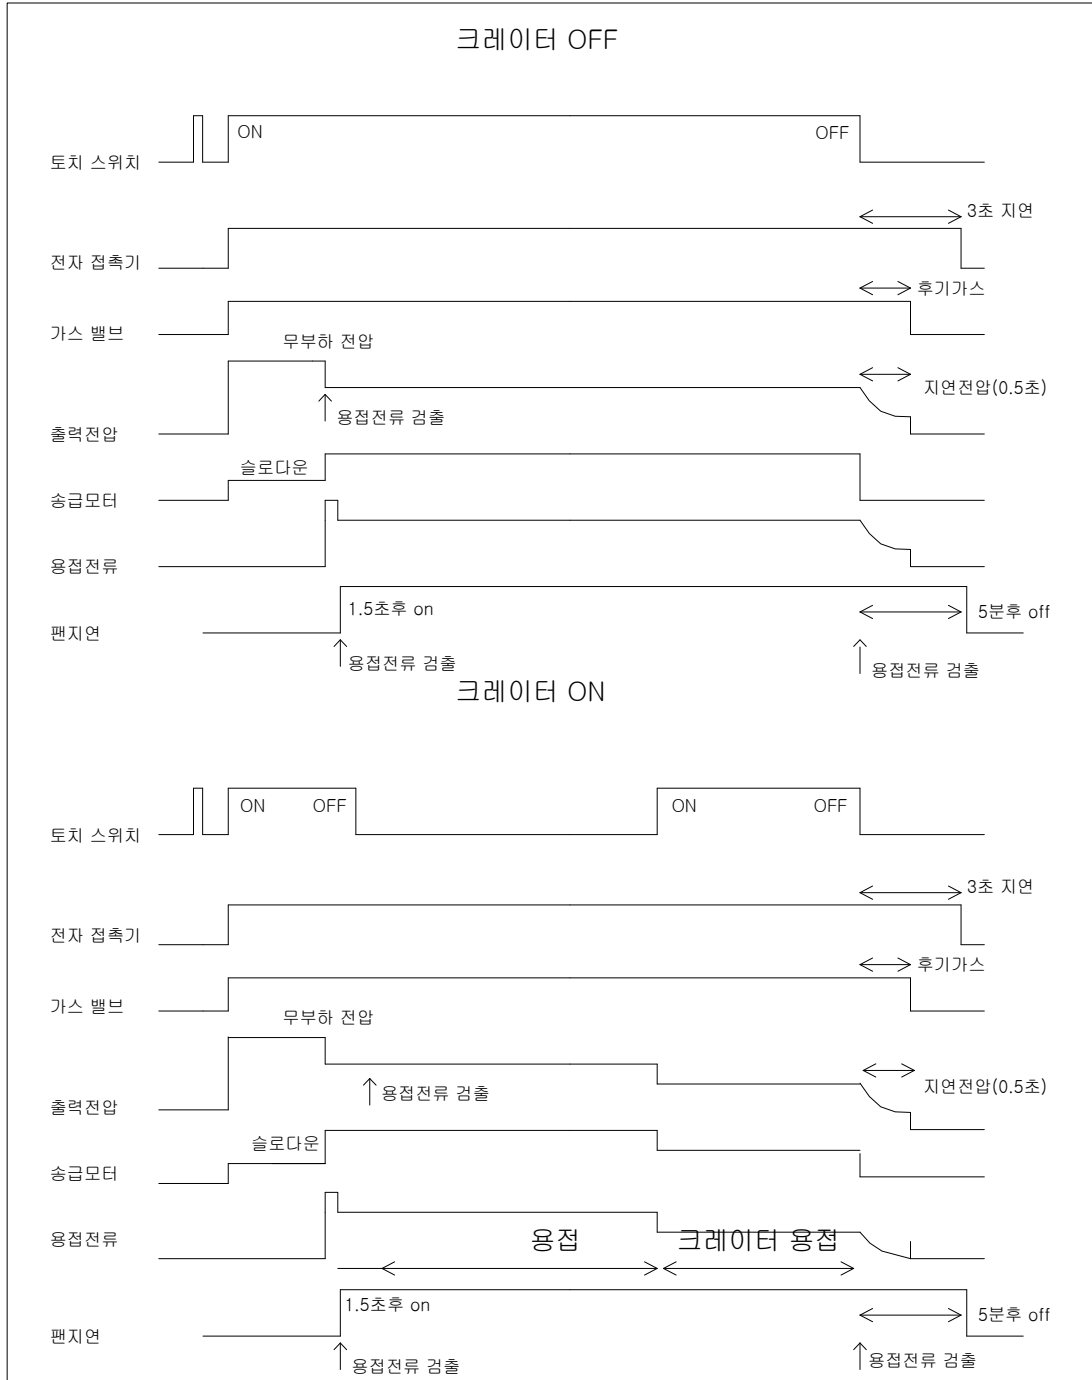 크레이터 OFF
ON
OFF
토치 스위치
3초 지연
전자 접촉기
후기가스
가스 밸브
무부하 전압
지연전압(0.5초)
용접전류 검출
출력전압
슬로다운
송급모터
용접전류
1.5초후 on
5분후 off
팬지연
용접전류 검출
용접전류 검출
크레이터 ON
ON
OFF
ON
OFF
토치 스위치
3초 지연
전자 접촉기
후기가스
가스 밸브
무부하 전압
용접전류 검출
지연전압(0.5초)
출력전압
슬로다운
송급모터
용접전류
용접
크레이터 용접
1.5초후 on
5분후 off
팬지연
용접전류 검출
용접전류 검출